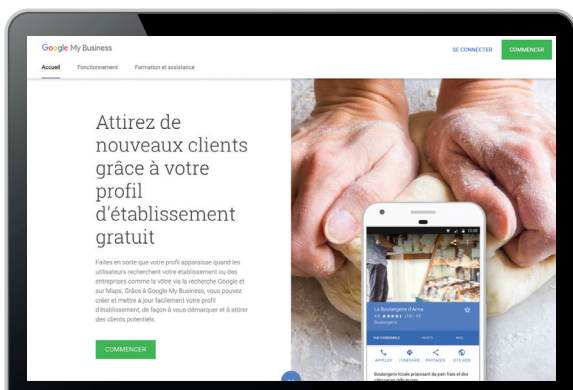 Google My Business
SE CONNECTER
COMMENCER
Accueil
Fonctionnement
Formation et assistance
Attirez de
nouveaux clients
grâce à votre
profil
d'établissement
gratuit
Faites en sorte que votre profil apparaisse quand les
utilisateurs recherchent votre établissement ou des
entreprises comme la vôtre via la recherche Google et
sur Maps. Grâce à Google My Business, vous pouvez
créer et mettre à jour facilement votre profil
d'établissement, de façon à vous démarquer et à attirer
des clients potentiels.
COMMENCER
12:30
La Boulangerie d'Anna
Boulangerie
POSTS
APPELER
ITINÉRAIRE
PARTAGER
SITE WEB
Boulangerie locale proposant du pain frais et des